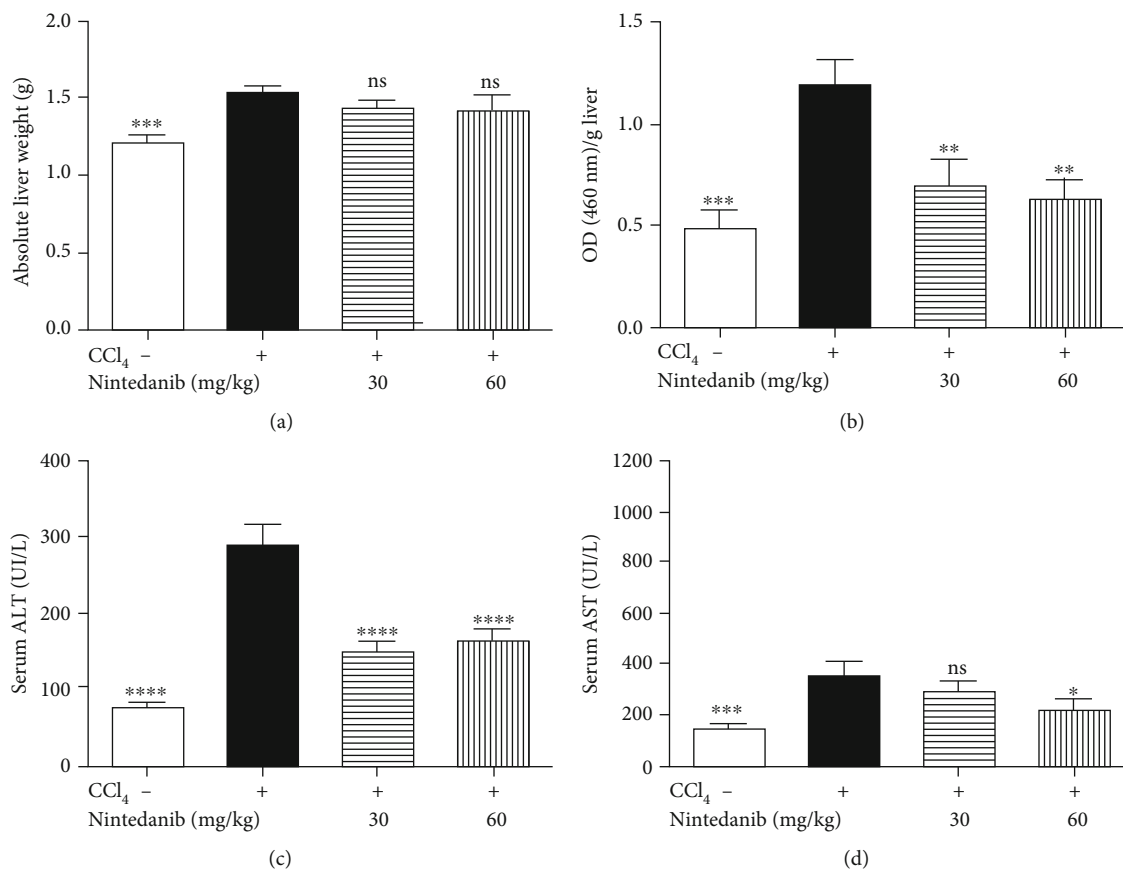 2.0
1.5
1.0
0.5
0.0
Absolute liver weight (g)
***
ns
ns
CCl4 – + + +
Nintedanib (mg/kg) 30 60
(a)
1.5
1.0
0.5
0.0
OD (460 nm)/g liver
***
**
**
CCl4 – + + +
Nintedanib (mg/kg) 30 60
(b)
400
300
200
100
0
Serum ALT (UI/L)
****
****
****
CCl4 – + + +
Nintedanib (mg/kg) 30 60
(c)
1200
1000
800
600
400
200
0
Serum AST (UI/L)
***
ns
*
CCl4 – + + +
Nintedanib (mg/kg) 30 60
(d)